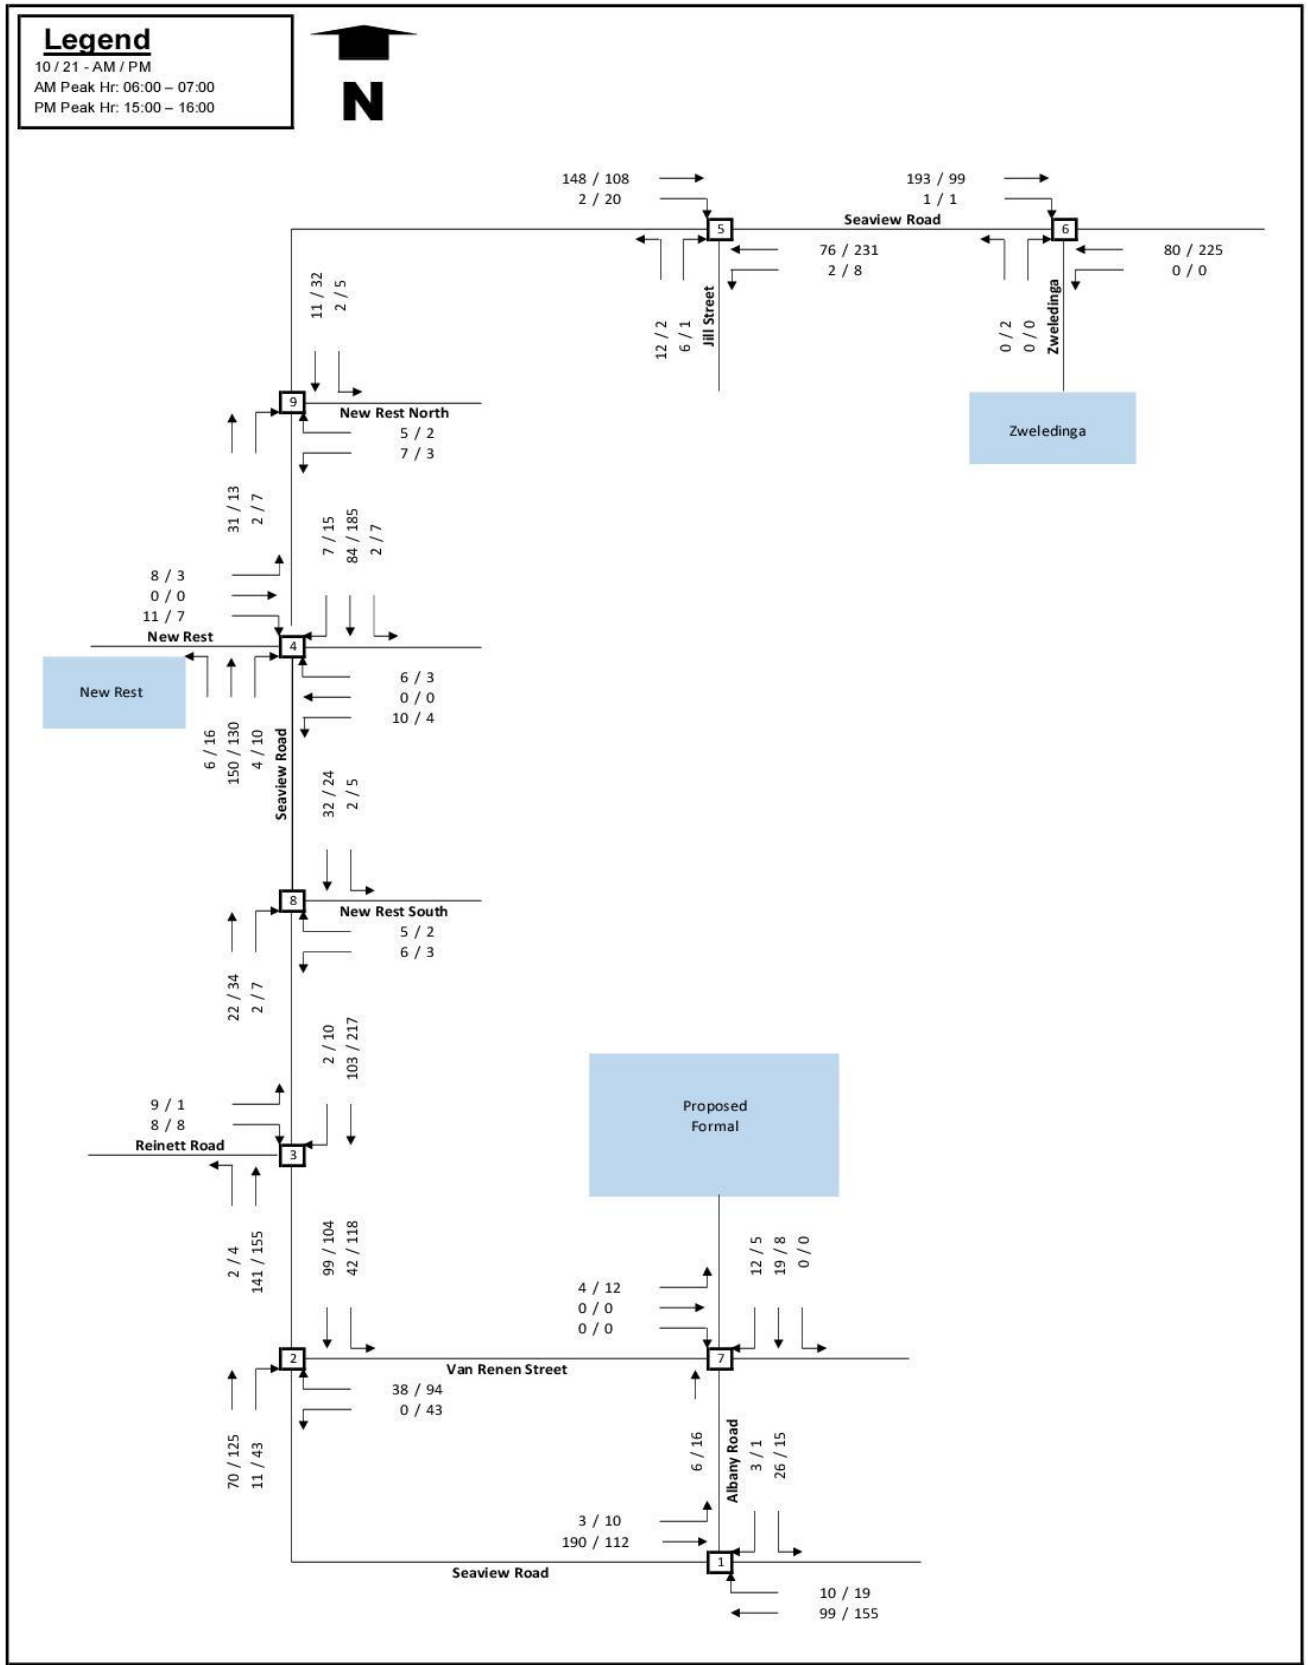 Legend
10 / 21 - AM / PM
AM Peak Hr: 06:00 – 07:00
PM Peak Hr: 15:00 – 16:00
N
148 / 108
2 / 20
193 / 99
1 / 1
5
Seaview Road
6
76 / 231
2 / 8
80 / 225
0 / 0
12 / 2
6 / 1
Jill Street
0 / 2
0 / 0
Zweledinga
Zweledinga
11 / 32
2 / 5
9
New Rest North
5 / 2
7 / 3
31 / 13
2 / 7
7 / 15
84 / 185
2 / 7
8 / 3
0 / 0
11 / 7
New Rest
4
New Rest
6 / 3
0 / 0
10 / 4
6 / 16
150 / 130
4 / 10
Seaview Road
32 / 24
2 / 5
8
New Rest South
5 / 2
6 / 3
22 / 34
2 / 7
2 / 10
103 / 217
9 / 1
8 / 8
Reinett Road
3
Proposed
Formal
2 / 4
141 / 155
99 / 104
42 / 118
4 / 12
0 / 0
0 / 0
12 / 5
19 / 8
0 / 0
2
Van Renen Street
7
38 / 94
0 / 43
70 / 125
11 / 43
6 / 16
Albany Road
3 / 1
26 / 15
3 / 10
190 / 112
Seaview Road
1
10 / 19
99 / 155